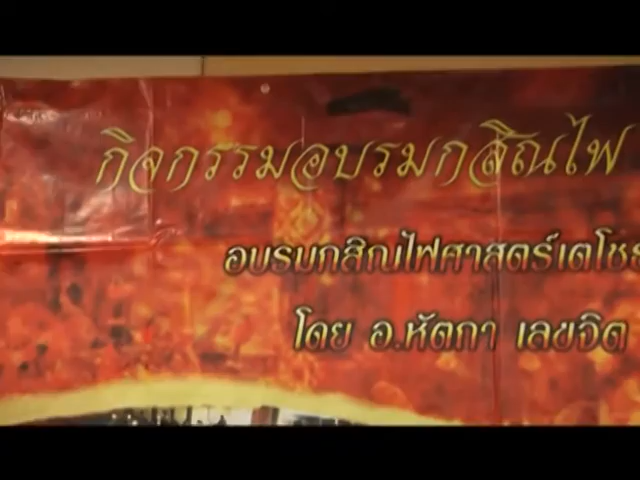 กิจกรรมอบรมกสิณไฟ
อบรมกสิณไฟศาสตร์เตโช
โดย อ.หัตกา เลขจิต